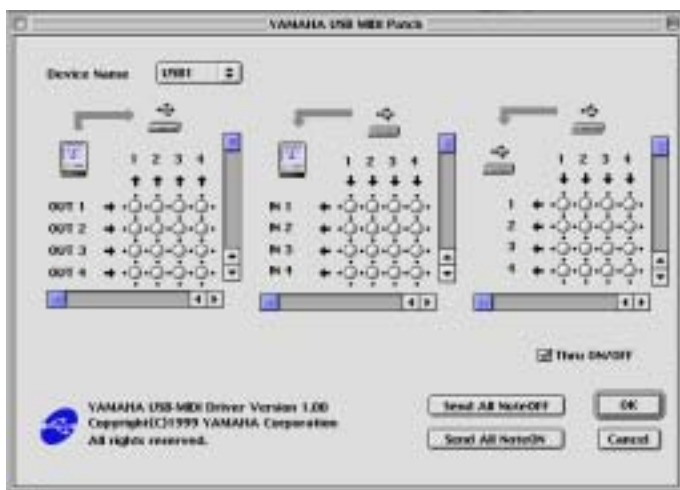 YAMAHA USB MIDI Patch
Device Name USB1
1 2 3 4
OUT 1
OUT 2
OUT 3
OUT 4
1 2 3 4
IN 1
IN 2
IN 3
IN 4
1 2 3 4
1
2
3
4
Thru ON/OFF
YAMAHA USB-MIDI Driver Version 1.00
Copyright(C)1999 YAMAHA Corporation
All rights reserved.
Send All NoteOFF
OK
Send All NoteON
Cancel